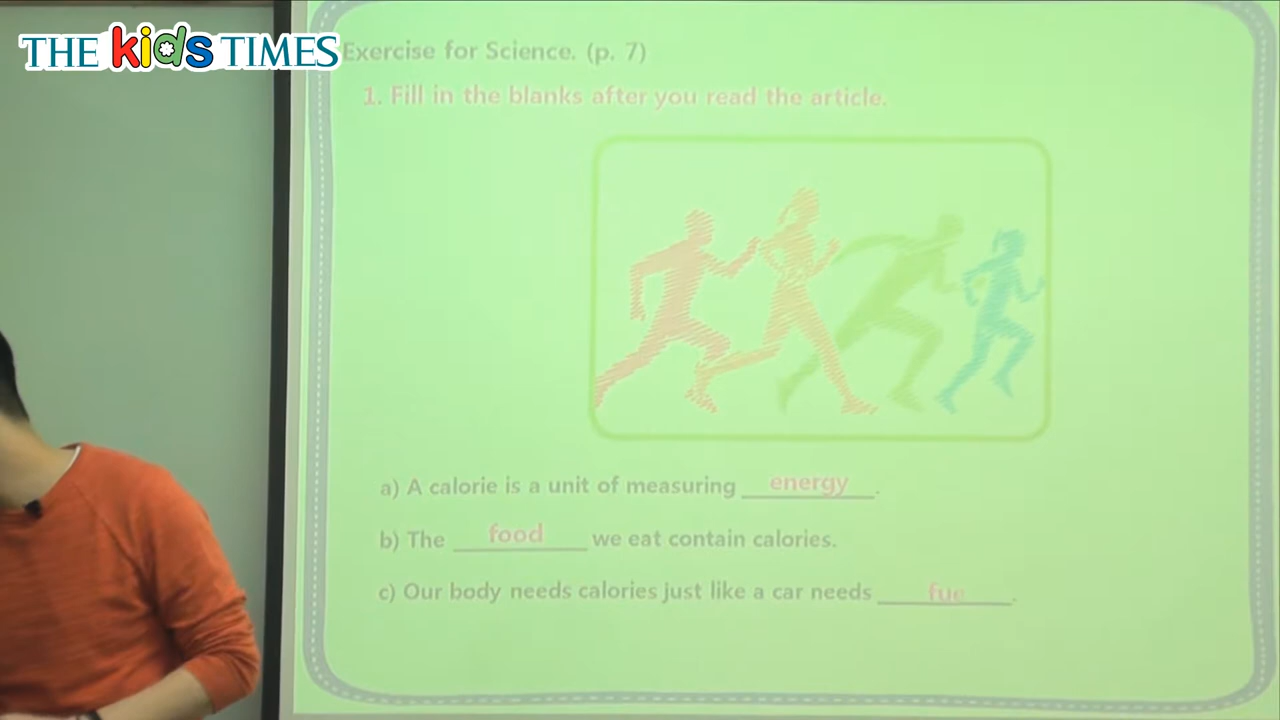 THE kids TIMES
Exercise for Science. (p. 7)
1. Fill in the blanks after you read the article.
a) A calorie is a unit of measuring energy.
b) The food we eat contain calories.
c) Our body needs calories just like a car needs fue.